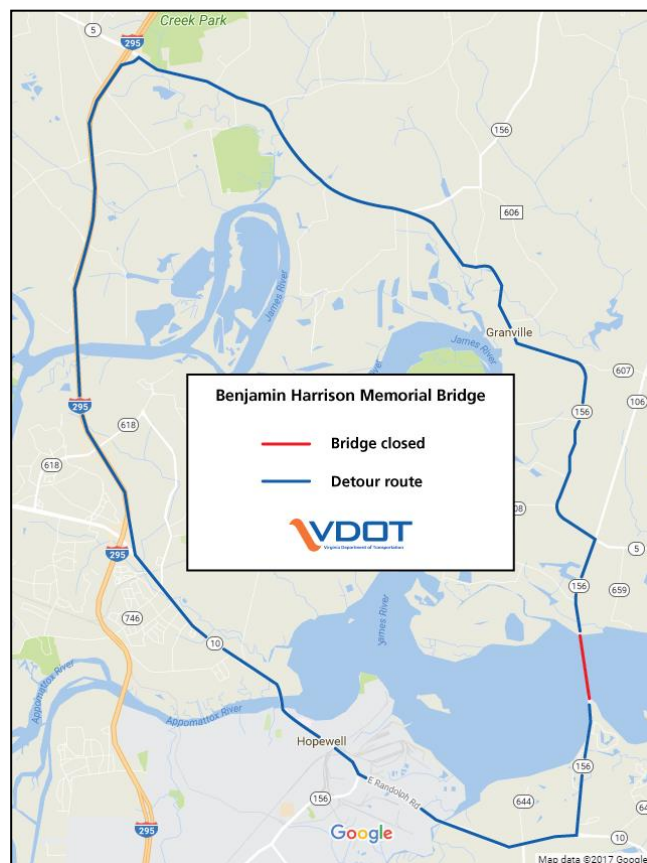 Creek Park
5
295
156
606
James River
Granville
James River
607
156
106
295
618
618
Benjamin Harrison Memorial Bridge
Bridge closed
Detour route
VDOT
Virginia Department of Transportation
5
295
156
659
746
10
James River
Appomattox River
Appomattox River
Hopewell
156
156
E Randolph Rd
644
10
295
Google
Map data ©2017 Google